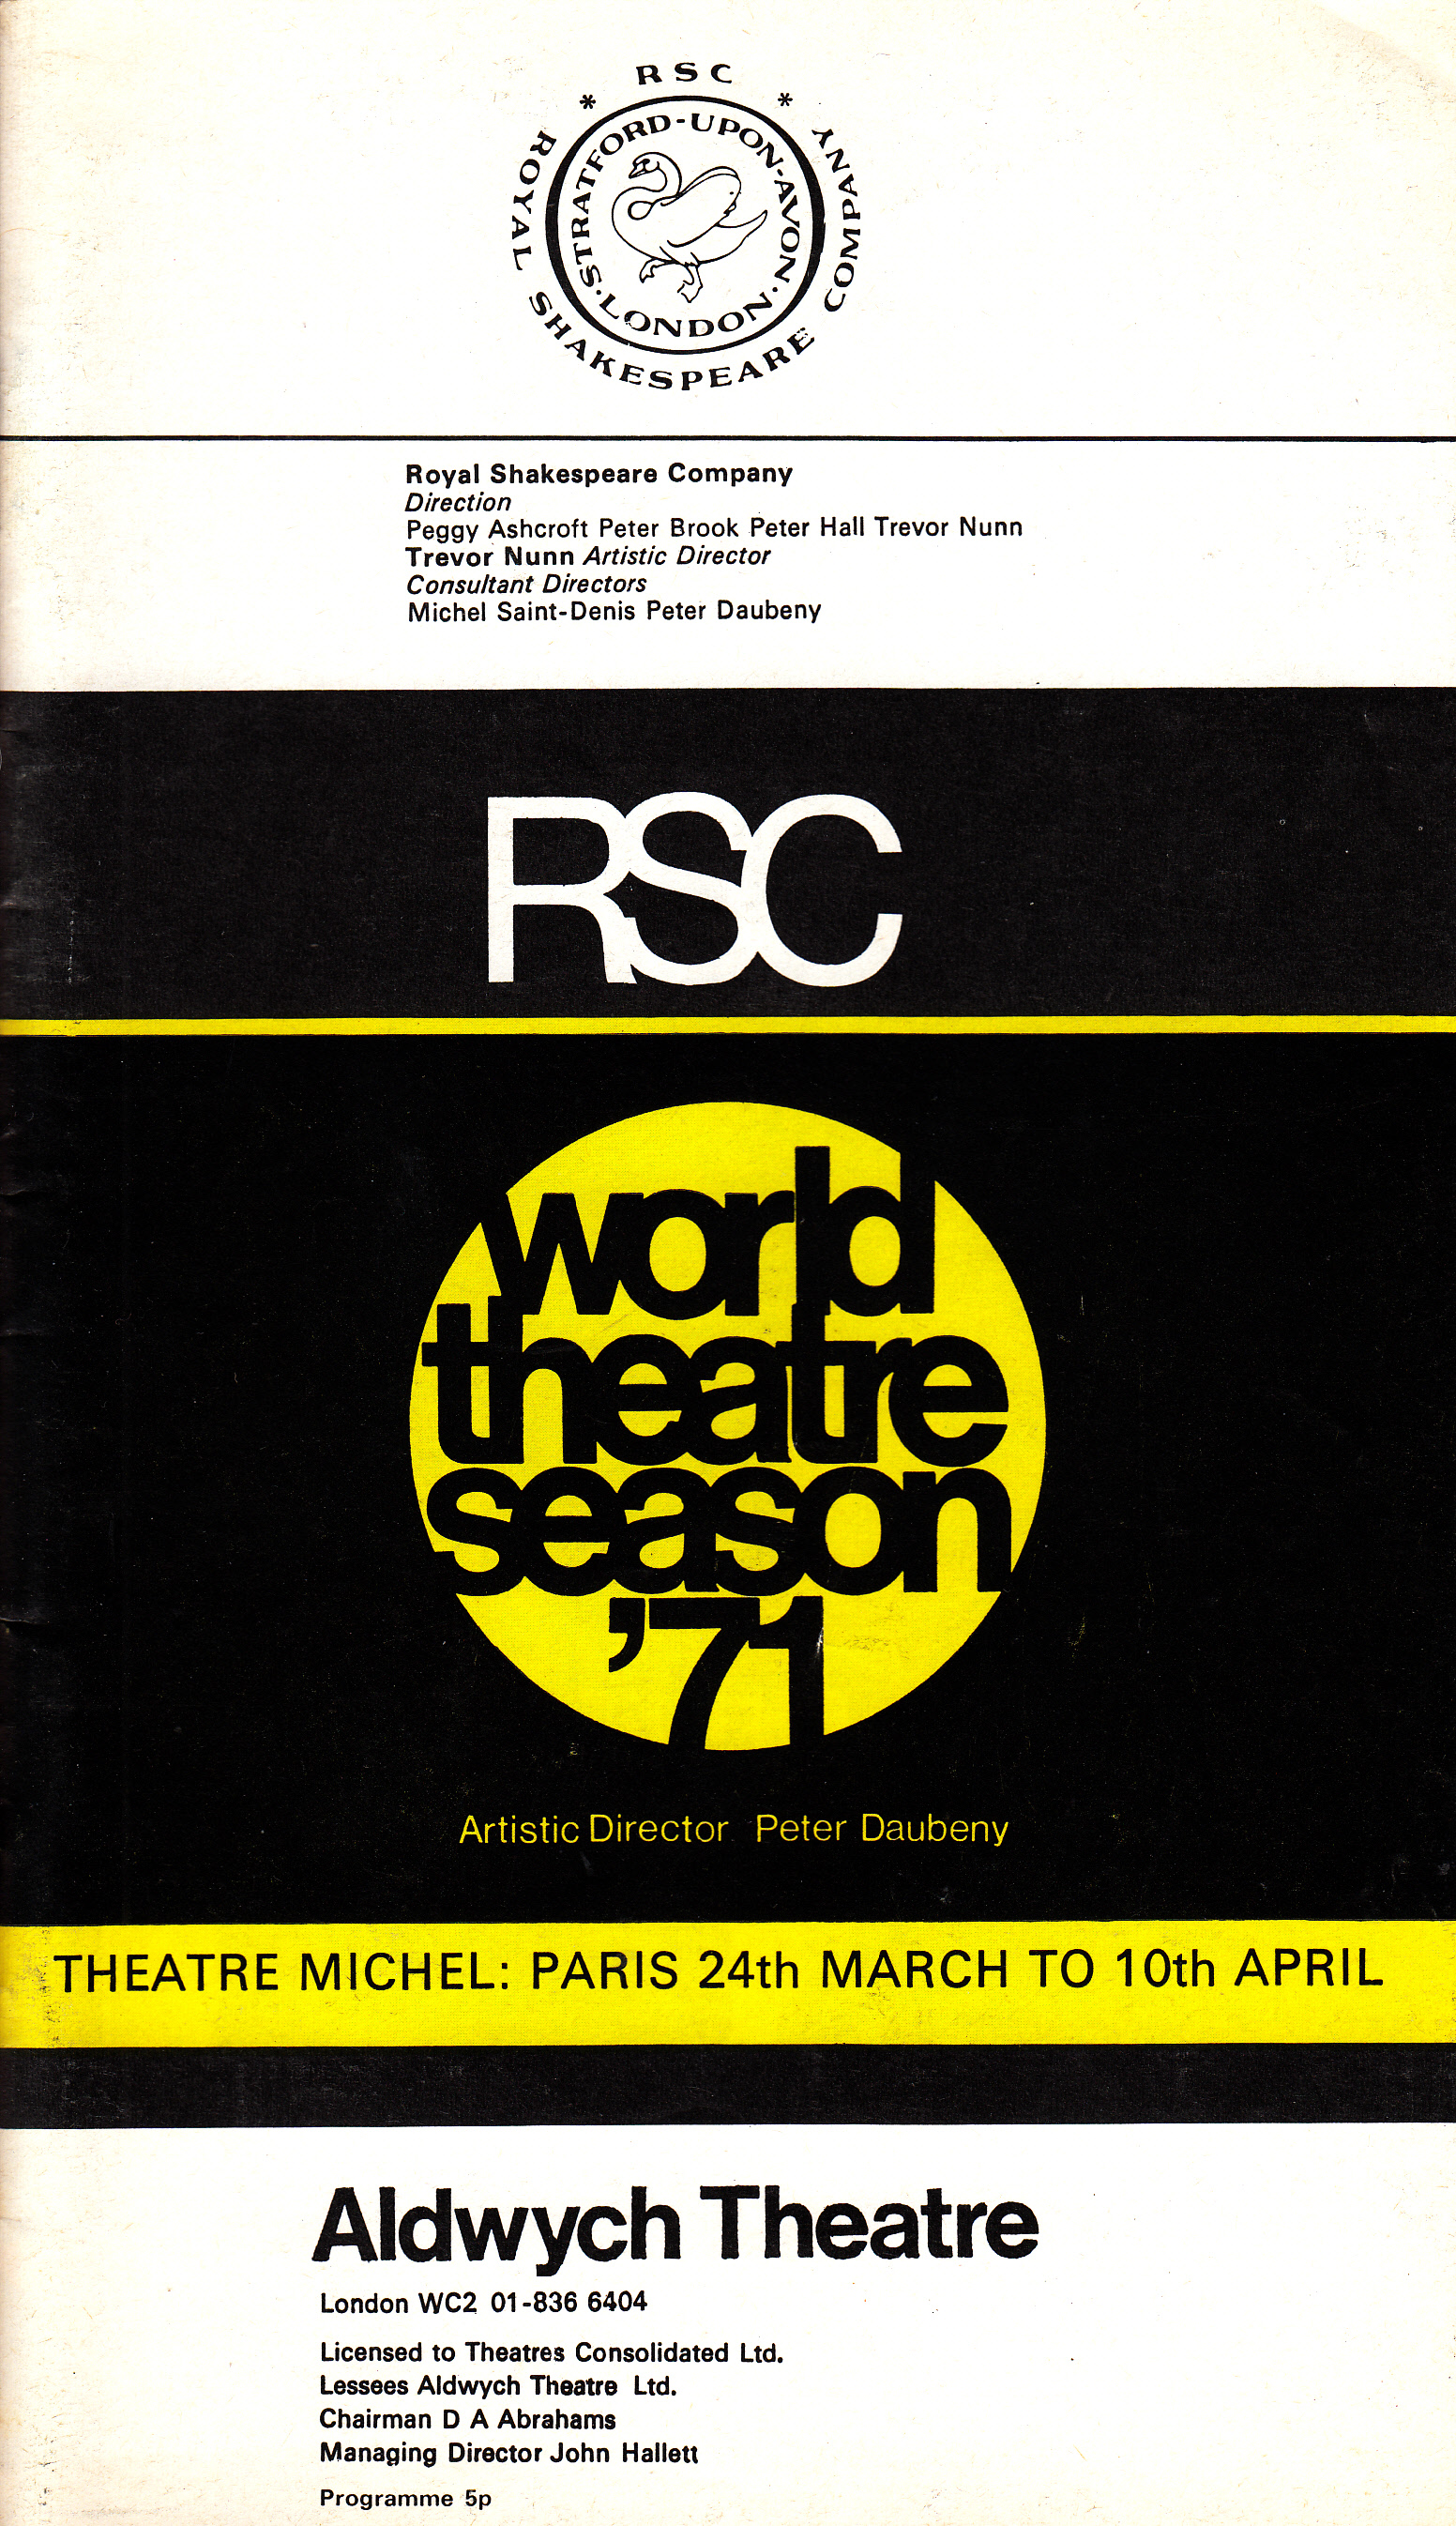 RSC
* ROYAL SHAKESPEARE COMPANY *
STRATFORD-UPON-AVON·LONDON·
Royal Shakespeare Company
Direction
Peggy Ashcroft Peter Brook Peter Hall Trevor Nunn
Trevor Nunn Artistic Director
Consultant Directors
Michel Saint-Denis Peter Daubeny
RSC
world
theatre
season
'71
Artistic Director Peter Daubeny
THEATRE MICHEL: PARIS 24th MARCH TO 10th APRIL
Aldwych Theatre
London WC2 01-836 6404
Licensed to Theatres Consolidated Ltd.
Lessees Aldwych Theatre Ltd.
Chairman D A Abrahams
Managing Director John Hallett
Programme 5p